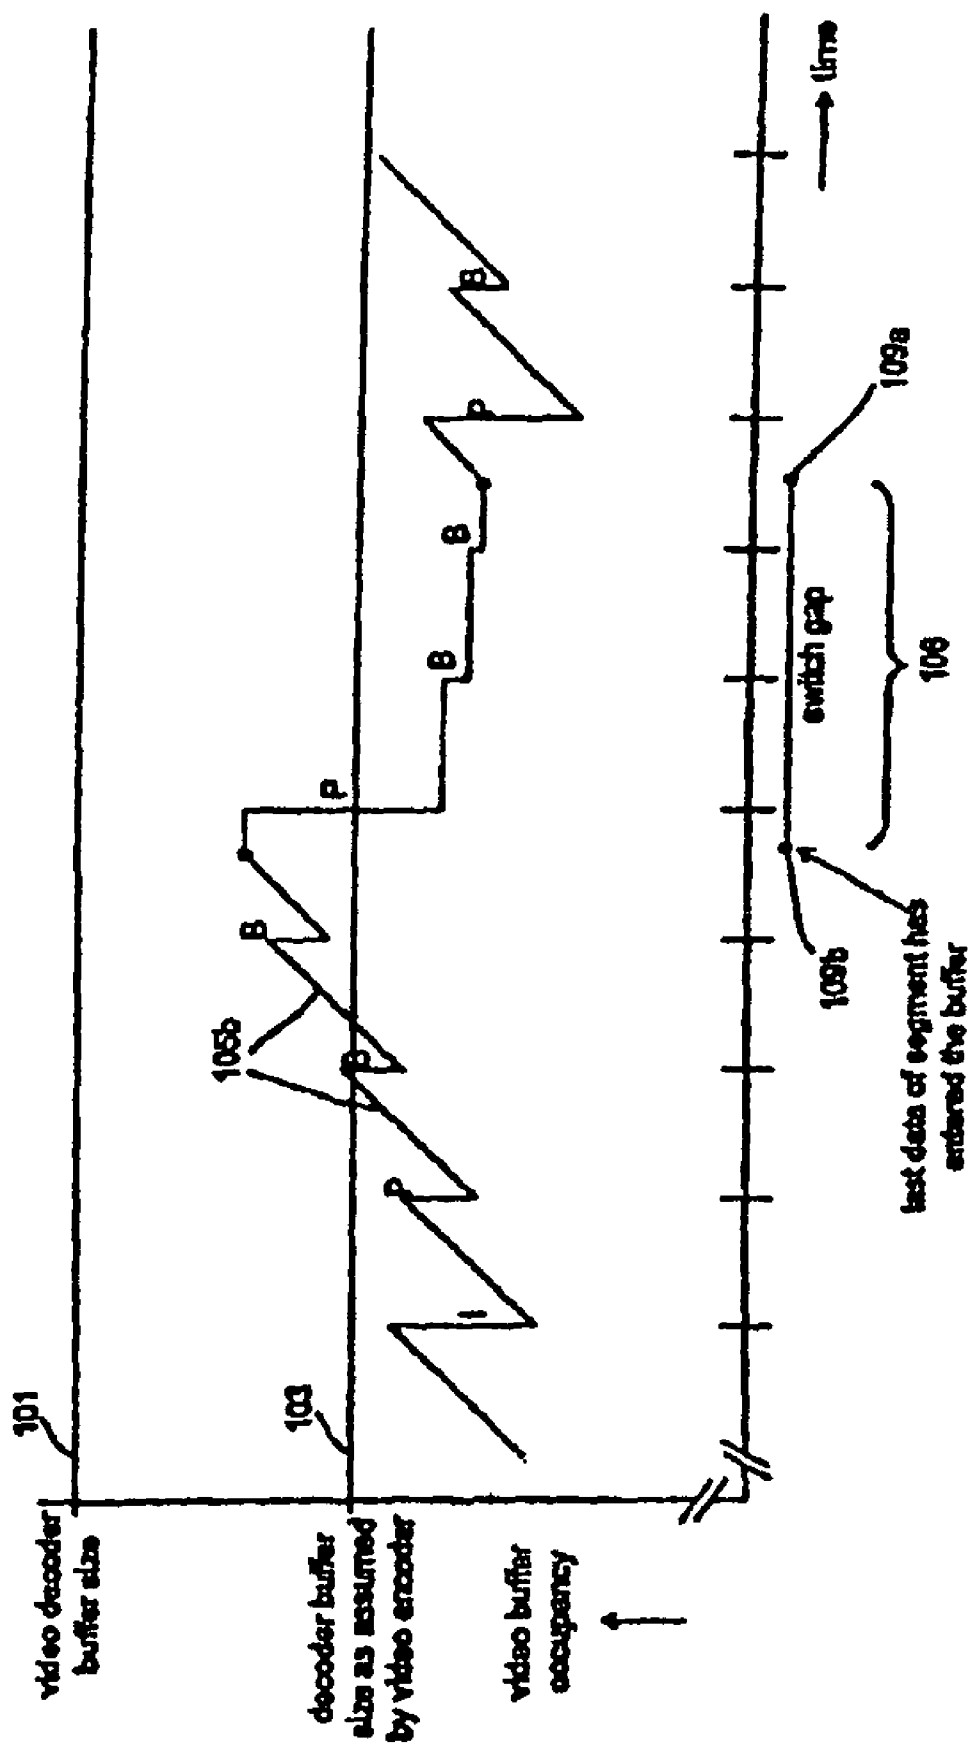 video decoder
buffer size
101
decoder buffer
size as assumed
by video encoder
103
video buffer
occupancy
I
P
B
105b
B
P
B
B
P
B
switch gap
109b
109a
106
last data of segment has
entered the buffer
time